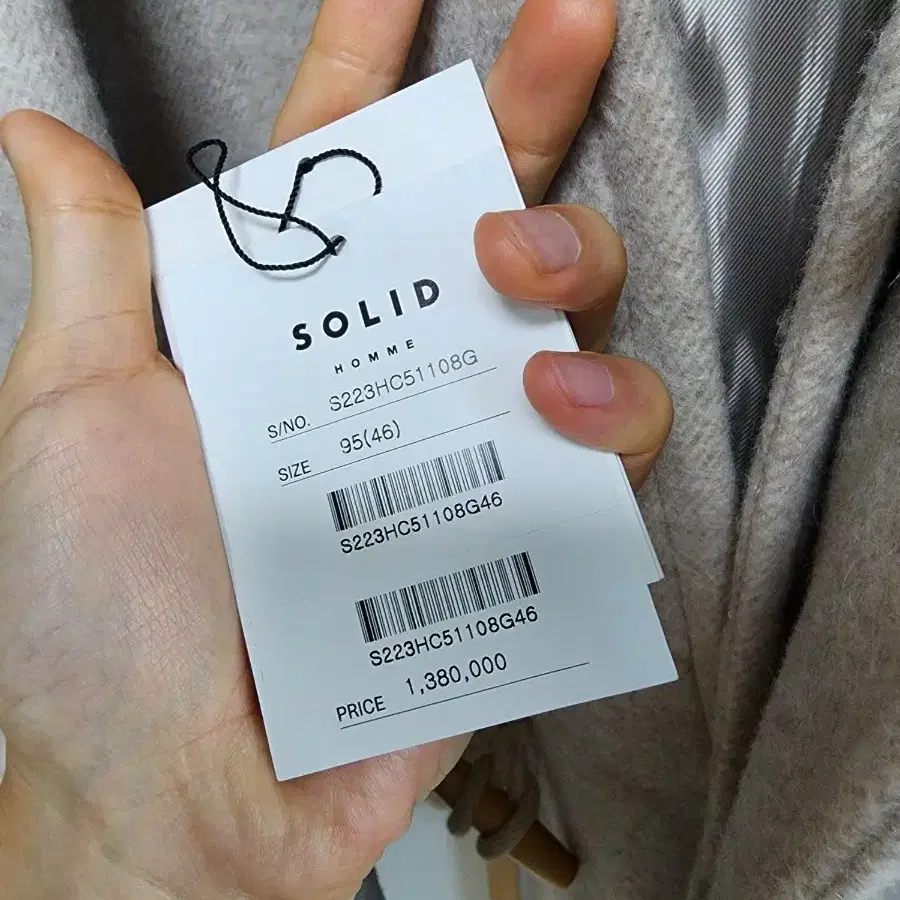 SOLID
HOMME
S/NO. S223HC51108G
SIZE 95(46)
S223HC51108G46
S223HC51108G46
PRICE 1,380,000